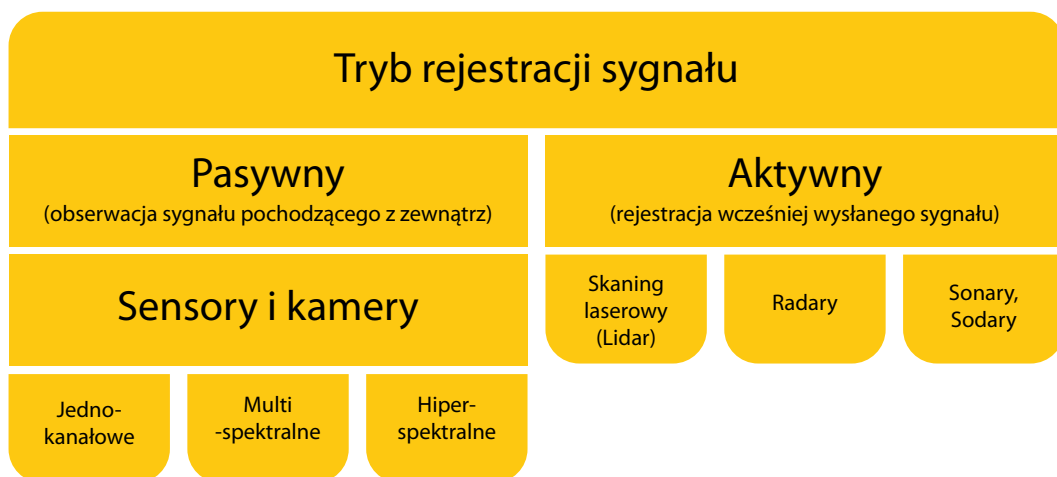 Tryb rejestracji sygnału
Pasywny
(obserwacja sygnału pochodzącego z zewnątrz)
Aktywny
(rejestracja wcześniej wysłanego sygnału)
Sensory i kamery
Skaning
laserowy
(Lidar)
Radary
Sonary,
Sodary
Jedno-
kanałowe
Multi
-spektralne
Hiper-
spektralne